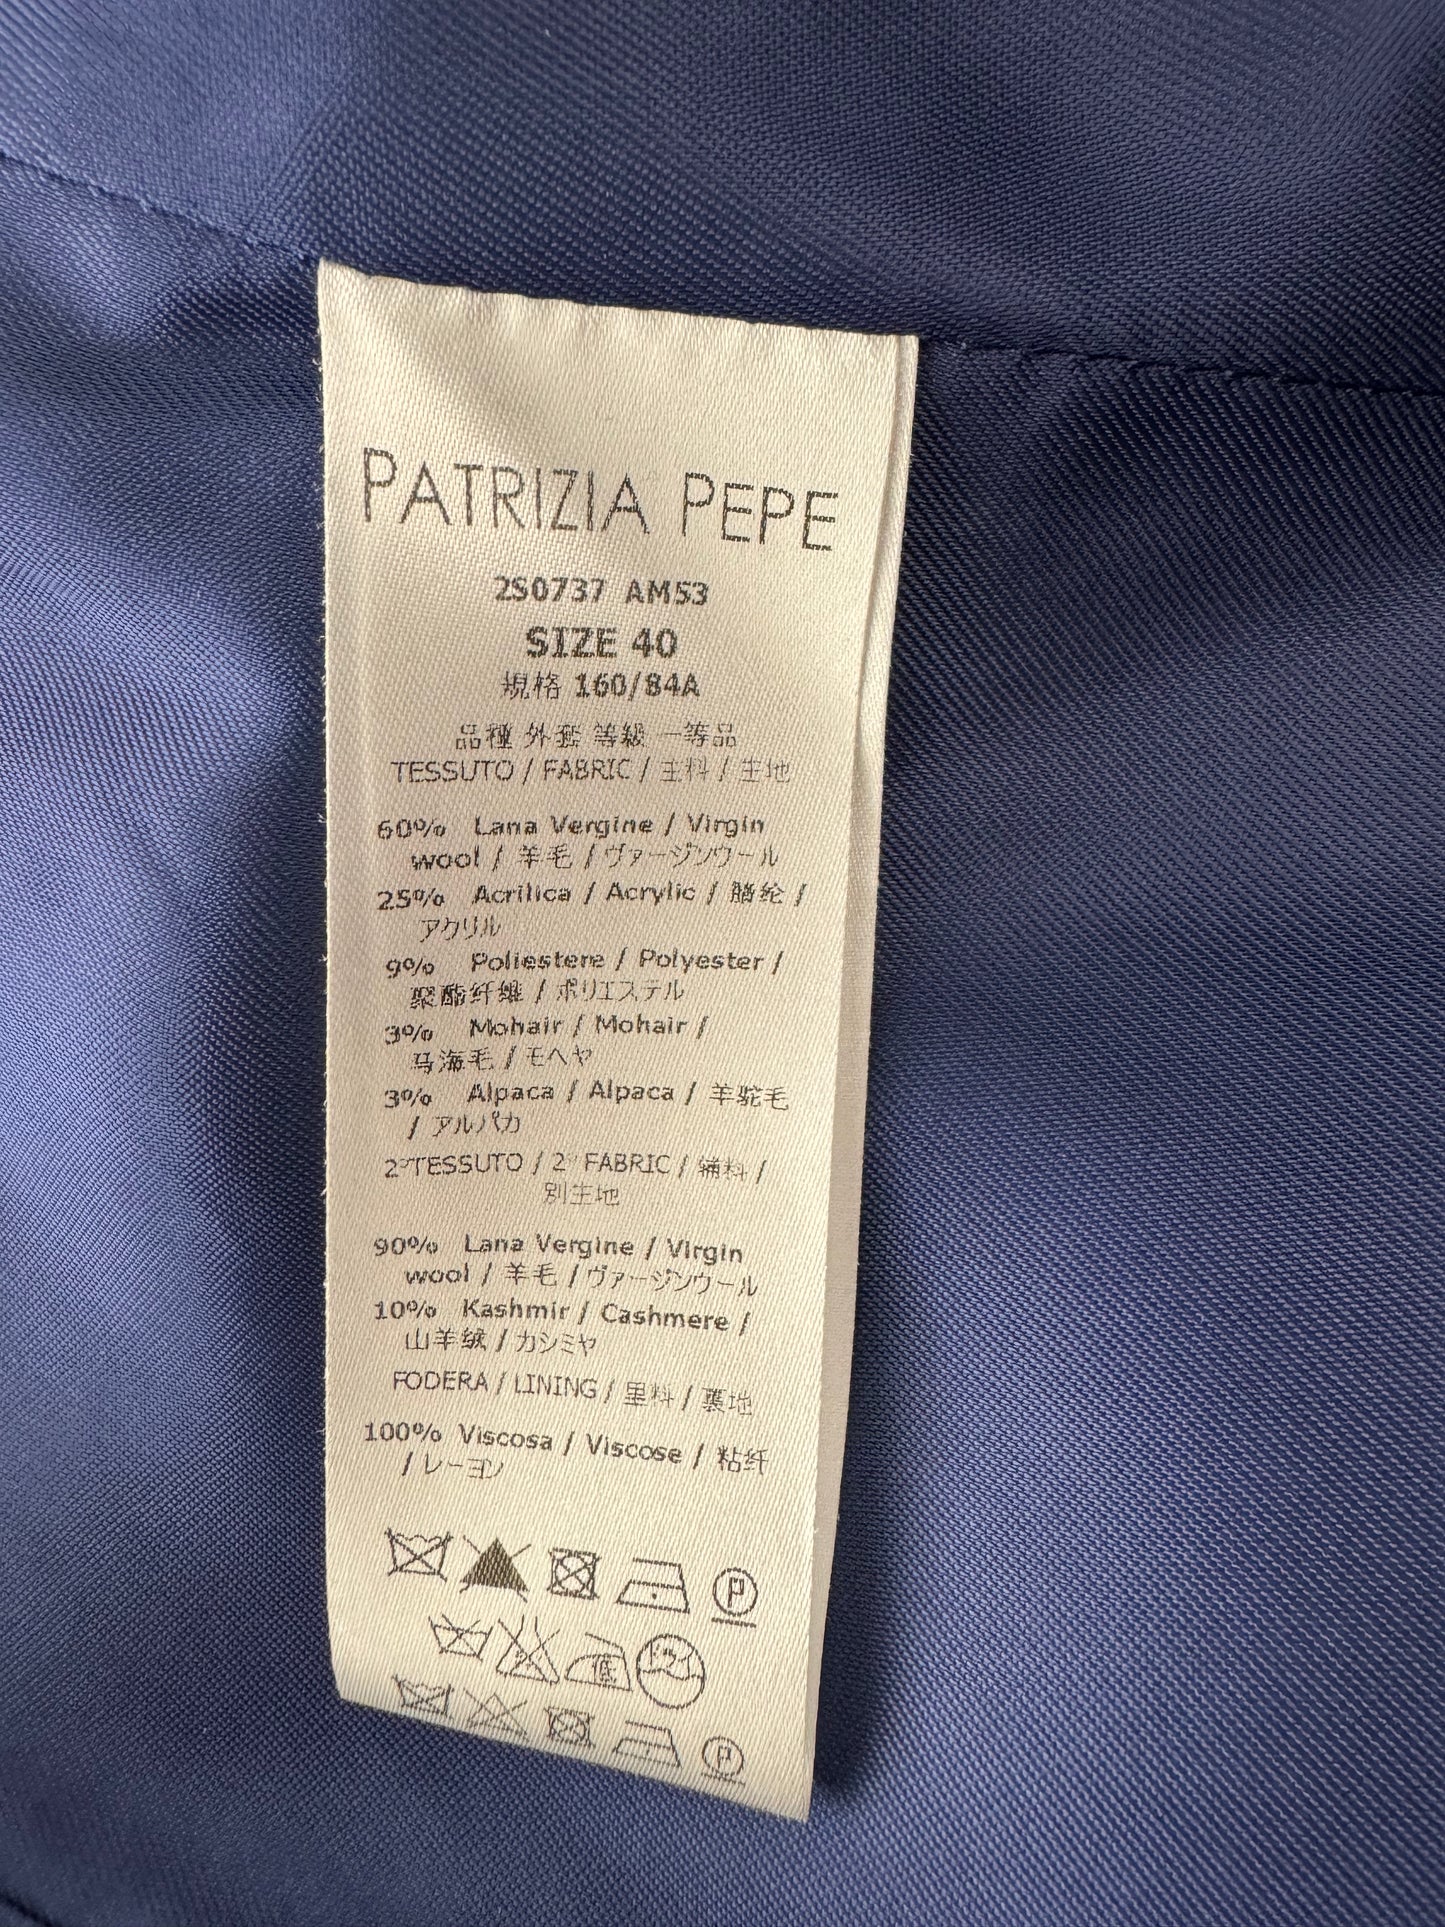 PATRIZIA PEPE
2S0737 AM53
SIZE 40
規格 160/84A
品種 外套 等級 一等品
TESSUTO / FABRIC / 主料 / 生地
60% Lana Vergine / Virgin
wool / 羊毛 / ヴァージンウール
25% Acrilica / Acrylic / 腈纶 /
アクリル
9% Poliestere / Polyester /
聚酯纤维 / ポリエステル
3% Mohair / Mohair /
马海毛 / モヘヤ
3% Alpaca / Alpaca / 羊驼毛
/ アルパカ
2°TESSUTO / 2° FABRIC / 辅料 /
別生地
90% Lana Vergine / Virgin
wool / 羊毛 / ヴァージンウール
10% Kashmir / Cashmere /
山羊绒 / カシミヤ
FODERA / LINING / 里料 / 裏地
100% Viscosa / Viscose / 粘纤
/ レーヨン
P
低
ドライ
P